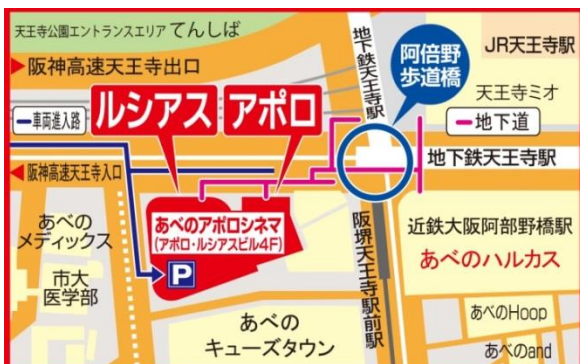 天王寺公園エントランスエリア てんしば
阪神高速天王寺出口
車両進入路
ルシアス
アポロ
地下鉄天王寺駅
阿倍野
歩道橋
JR天王寺駅
天王寺ミオ
地下道
地下鉄天王寺駅
阪神高速天王寺入口
あべの
メディックス
市大
医学部
あべのアポロシネマ
(アポロ・ルシアスビル4F)
P
阪堺天王寺駅前駅
近鉄大阪阿部野橋駅
あべのハルカス
あべのHoop
あべのand
あべの
キューズタウン